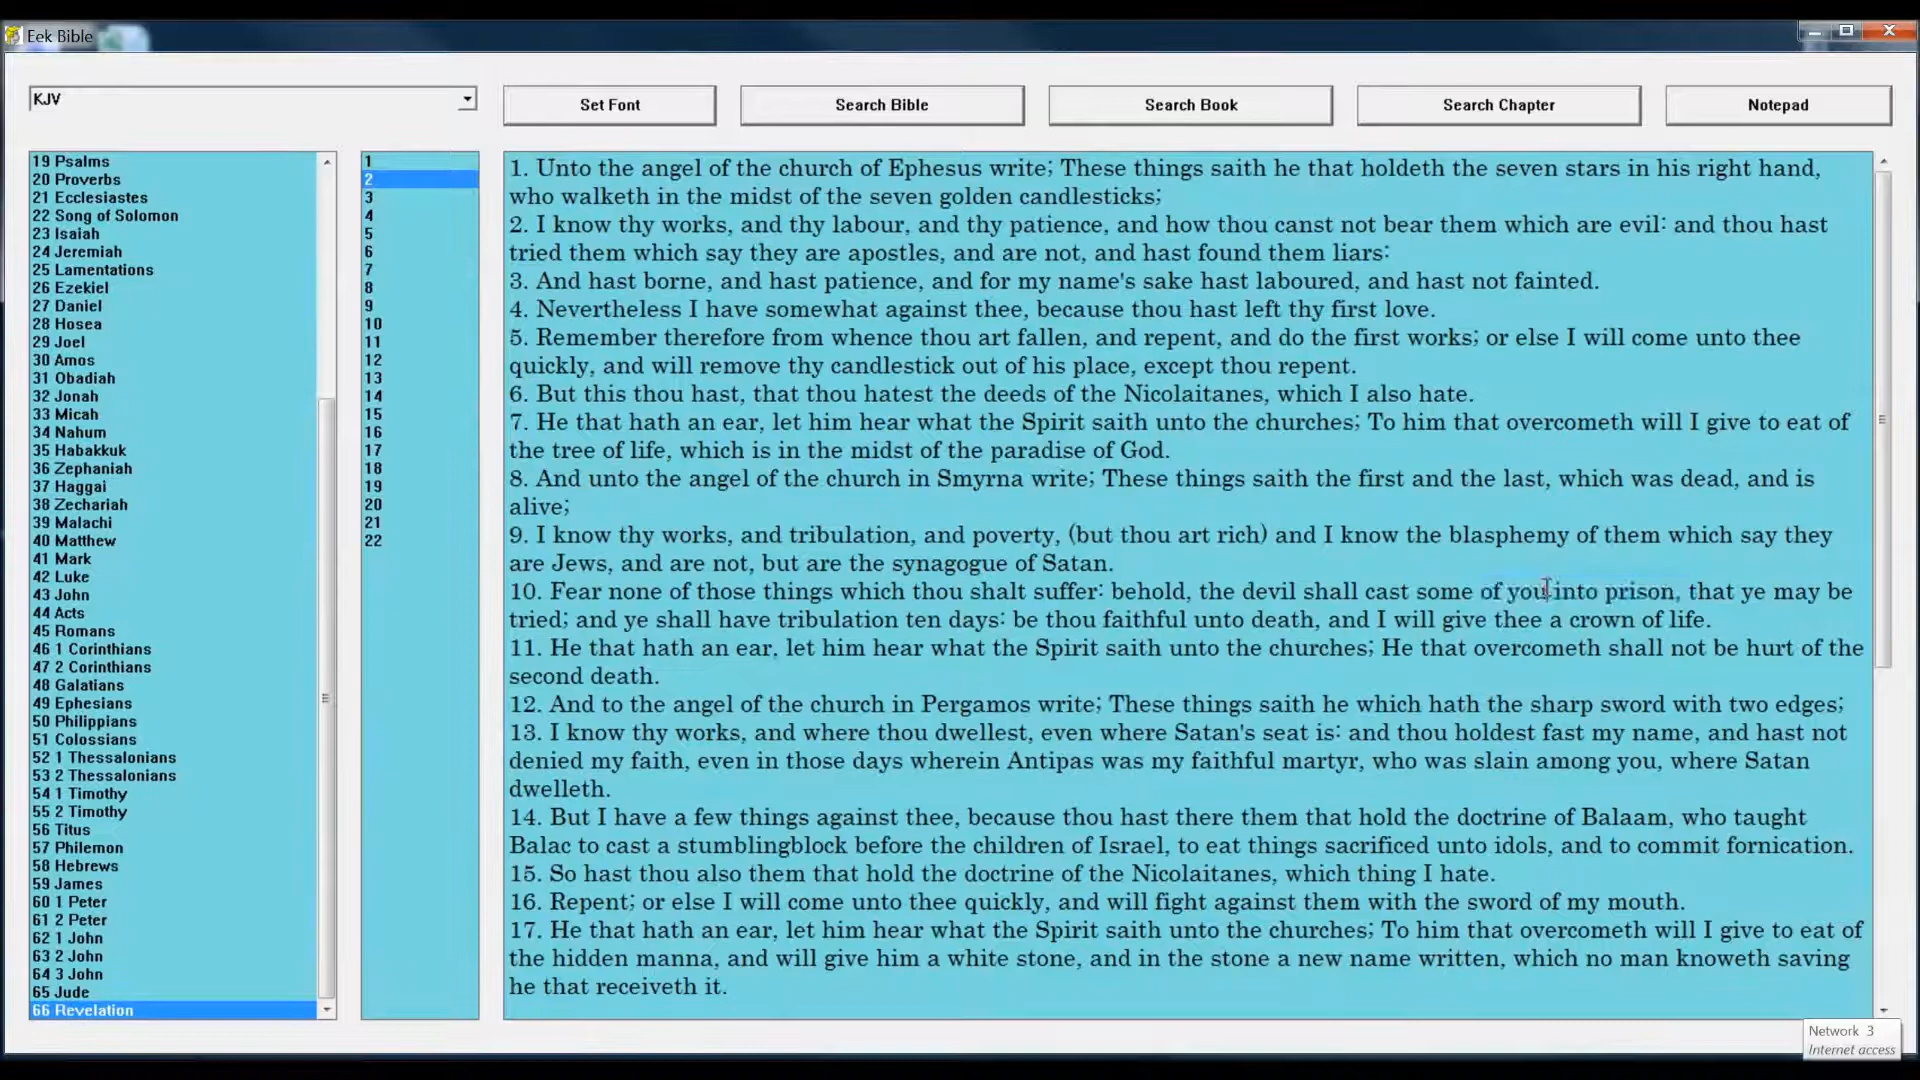 Eek Bible
KJV
Set Font
Search Bible
Search Book
Search Chapter
Notepad
19 Psalms
20 Proverbs
21 Ecclesiastes
22 Song of Solomon
23 Isaiah
24 Jeremiah
25 Lamentations
26 Ezekiel
27 Daniel
28 Hosea
29 Joel
30 Amos
31 Obadiah
32 Jonah
33 Micah
34 Nahum
35 Habakkuk
36 Zephaniah
37 Haggai
38 Zechariah
39 Malachi
40 Matthew
41 Mark
42 Luke
43 John
44 Acts
45 Romans
46 1 Corinthians
47 2 Corinthians
48 Galatians
49 Ephesians
50 Philippians
51 Colossians
52 1 Thessalonians
53 2 Thessalonians
54 1 Timothy
55 2 Timothy
56 Titus
57 Philemon
58 Hebrews
59 James
60 1 Peter
61 2 Peter
62 1 John
63 2 John
64 3 John
65 Jude
66 Revelation
1
2
3
4
5
6
7
8
9
10
11
12
13
14
15
16
17
18
19
20
21
22
1. Unto the angel of the church of Ephesus write; These things saith he that holdeth the seven stars in his right hand,
who walketh in the midst of the seven golden candlesticks;
2. I know thy works, and thy labour, and thy patience, and how thou canst not bear them which are evil: and thou hast
tried them which say they are apostles, and are not, and hast found them liars:
3. And hast borne, and hast patience, and for my name's sake hast laboured, and hast not fainted.
4. Nevertheless I have somewhat against thee, because thou hast left thy first love.
5. Remember therefore from whence thou art fallen, and repent, and do the first works; or else I will come unto thee
quickly, and will remove thy candlestick out of his place, except thou repent.
6. But this thou hast, that thou hatest the deeds of the Nicolaitanes, which I also hate.
7. He that hath an ear, let him hear what the Spirit saith unto the churches; To him that overcometh will I give to eat of
the tree of life, which is in the midst of the paradise of God.
8. And unto the angel of the church in Smyrna write; These things saith the first and the last, which was dead, and is
alive;
9. I know thy works, and tribulation, and poverty, (but thou art rich) and I know the blasphemy of them which say they
are Jews, and are not, but are the synagogue of Satan.
10. Fear none of those things which thou shalt suffer: behold, the devil shall cast some of you into prison, that ye may be
tried; and ye shall have tribulation ten days: be thou faithful unto death, and I will give thee a crown of life.
11. He that hath an ear, let him hear what the Spirit saith unto the churches; He that overcometh shall not be hurt of the
second death.
12. And to the angel of the church in Pergamos write; These things saith he which hath the sharp sword with two edges;
13. I know thy works, and where thou dwellest, even where Satan's seat is: and thou holdest fast my name, and hast not
denied my faith, even in those days wherein Antipas was my faithful martyr, who was slain among you, where Satan
dwelleth.
14. But I have a few things against thee, because thou hast there them that hold the doctrine of Balaam, who taught
Balac to cast a stumblingblock before the children of Israel, to eat things sacrificed unto idols, and to commit fornication.
15. So hast thou also them that hold the doctrine of the Nicolaitanes, which thing I hate.
16. Repent; or else I will come unto thee quickly, and will fight against them with the sword of my mouth.
17. He that hath an ear, let him hear what the Spirit saith unto the churches; To him that overcometh will I give to eat of
the hidden manna, and will give him a white stone, and in the stone a new name written, which no man knoweth saving
he that receiveth it.
Network 3
Internet access